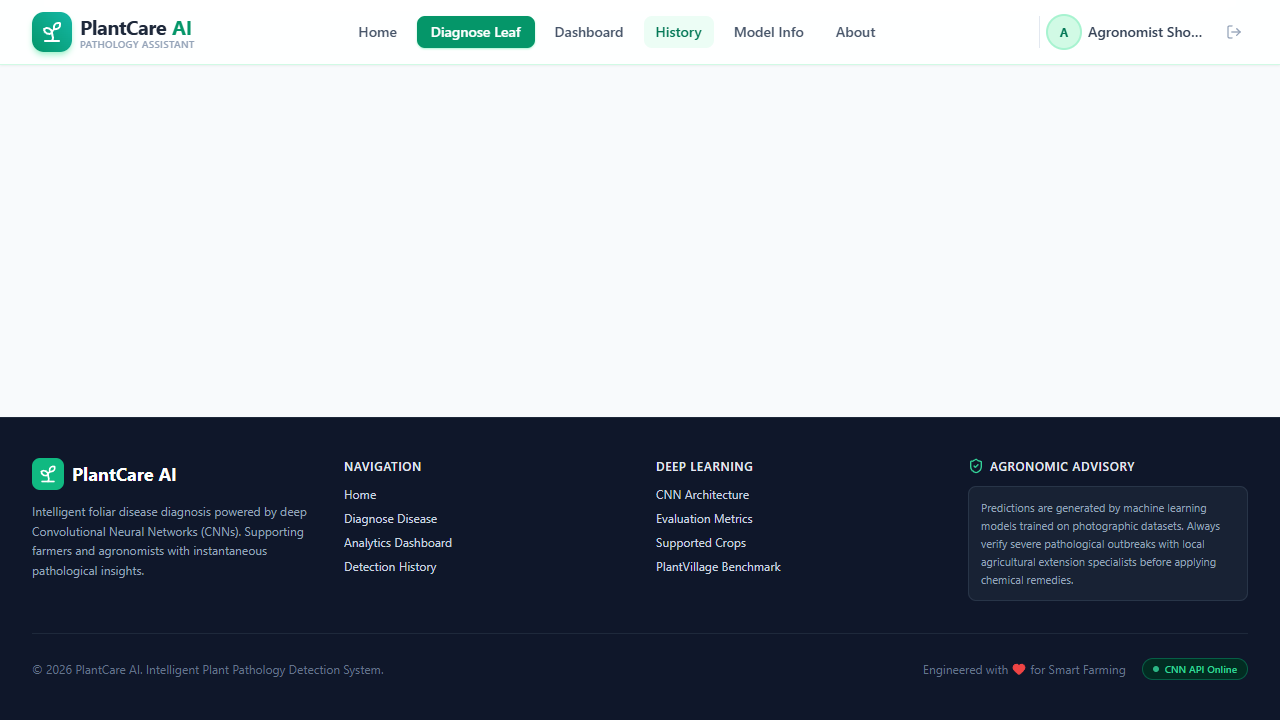 PlantCare AI
PATHOLOGY ASSISTANT
Home
Diagnose Leaf
Dashboard
History
Model Info
About
A
Agronomist Sho...
PlantCare AI
Intelligent foliar disease diagnosis powered by deep
Convolutional Neural Networks (CNNs). Supporting
farmers and agronomists with instantaneous
pathological insights.
NAVIGATION
Home
Diagnose Disease
Analytics Dashboard
Detection History
DEEP LEARNING
CNN Architecture
Evaluation Metrics
Supported Crops
PlantVillage Benchmark
AGRONOMIC ADVISORY
Predictions are generated by machine learning
models trained on photographic datasets. Always
verify severe pathological outbreaks with local
agricultural extension specialists before applying
chemical remedies.
© 2026 PlantCare AI. Intelligent Plant Pathology Detection System.
Engineered with ❤ for Smart Farming
CNN API Online